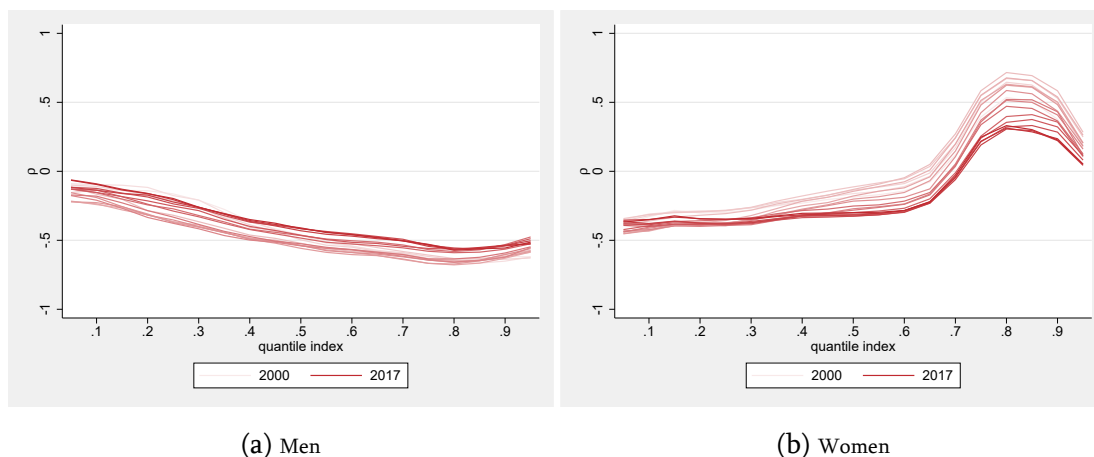 1
.5
0
-.5
-1
ρ
.1 .2 .3 .4 .5 .6 .7 .8 .9
quantile index
2000 2017
(a) Men
1
.5
0
-.5
-1
ρ
.1 .2 .3 .4 .5 .6 .7 .8 .9
quantile index
2000 2017
(b) Women